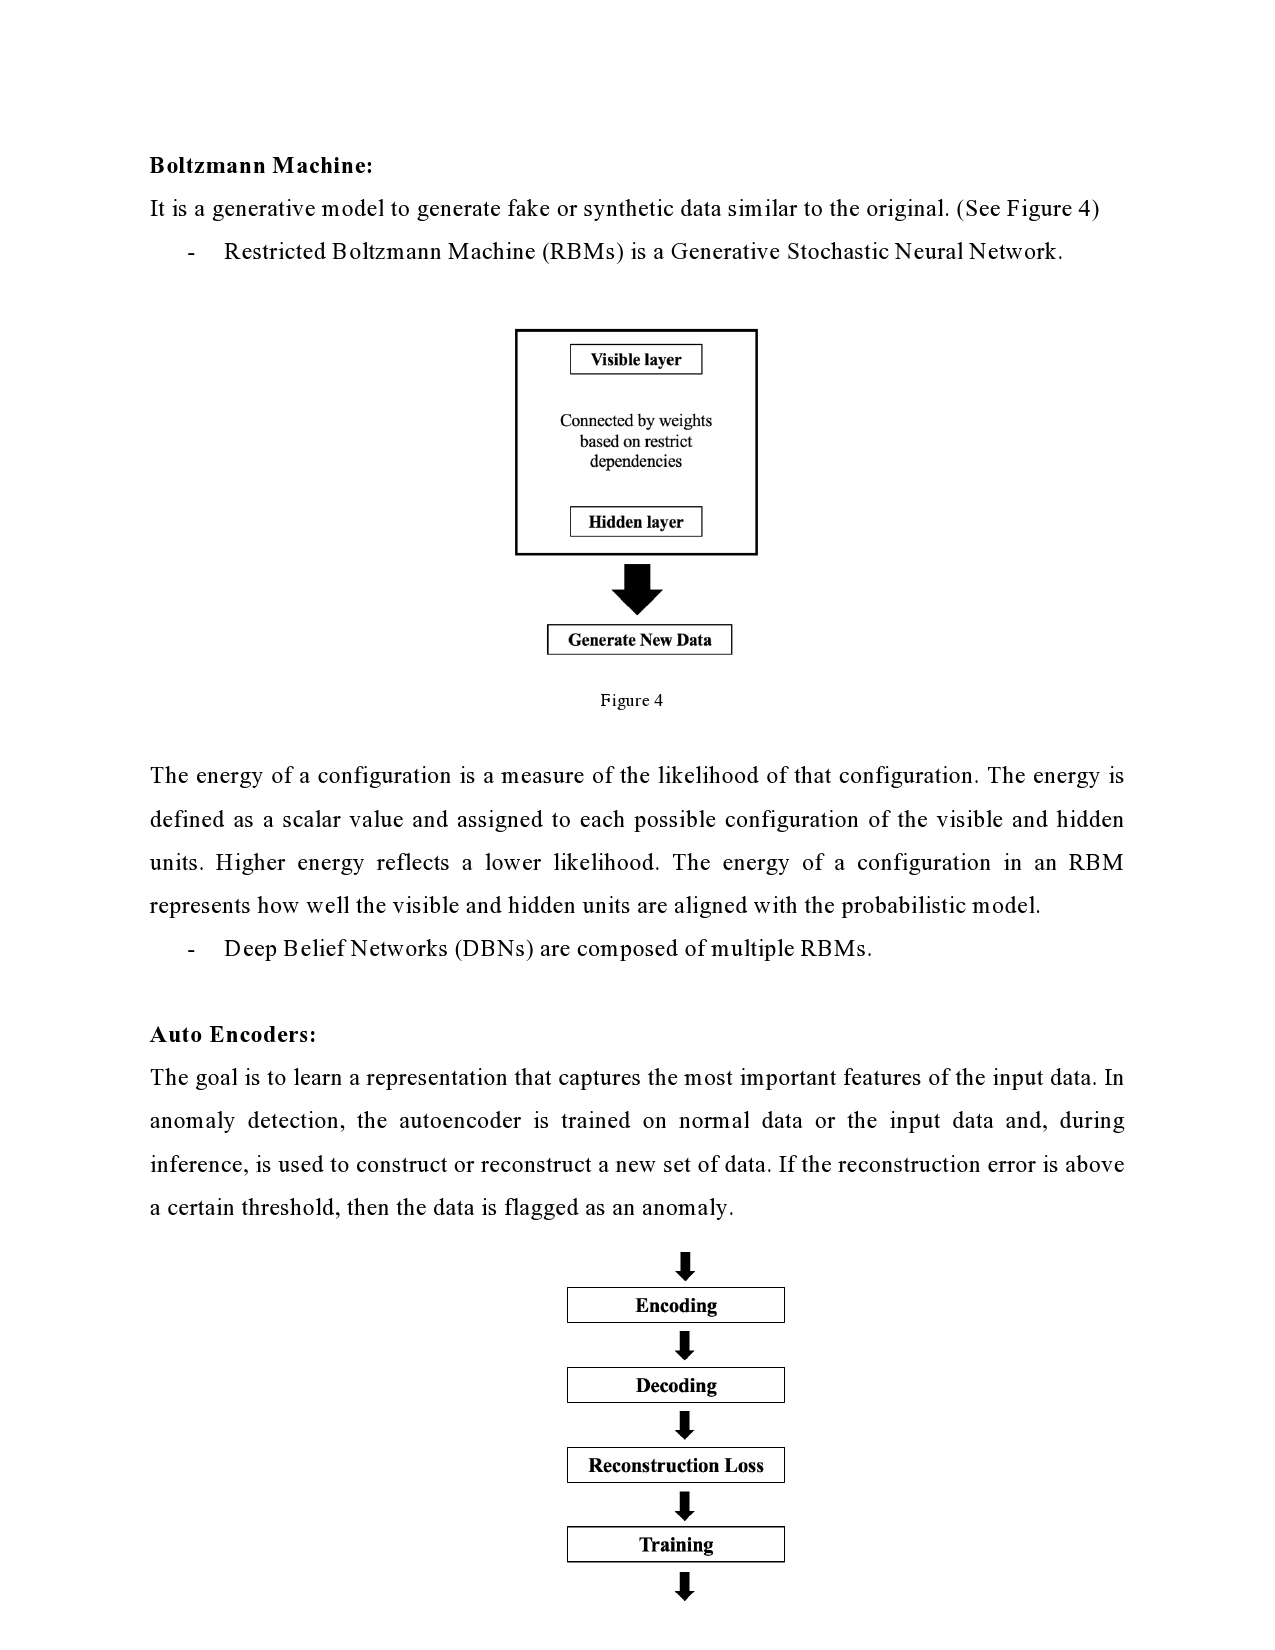 Boltzmann Machine:
It is a generative model to generate fake or synthetic data similar to the original. (See Figure 4)
- Restricted Boltzmann Machine (RBMs) is a Generative Stochastic Neural Network.
Visible layer
Connected by weights
based on restrict
dependencies
Hidden layer
Generate New Data
Figure 4
The energy of a configuration is a measure of the likelihood of that configuration. The energy is
defined as a scalar value and assigned to each possible configuration of the visible and hidden
units. Higher energy reflects a lower likelihood. The energy of a configuration in an RBM
represents how well the visible and hidden units are aligned with the probabilistic model.
- Deep Belief Networks (DBNs) are composed of multiple RBMs.
Auto Encoders:
The goal is to learn a representation that captures the most important features of the input data. In
anomaly detection, the autoencoder is trained on normal data or the input data and, during
inference, is used to construct or reconstruct a new set of data. If the reconstruction error is above
a certain threshold, then the data is flagged as an anomaly.
Encoding
Decoding
Reconstruction Loss
Training